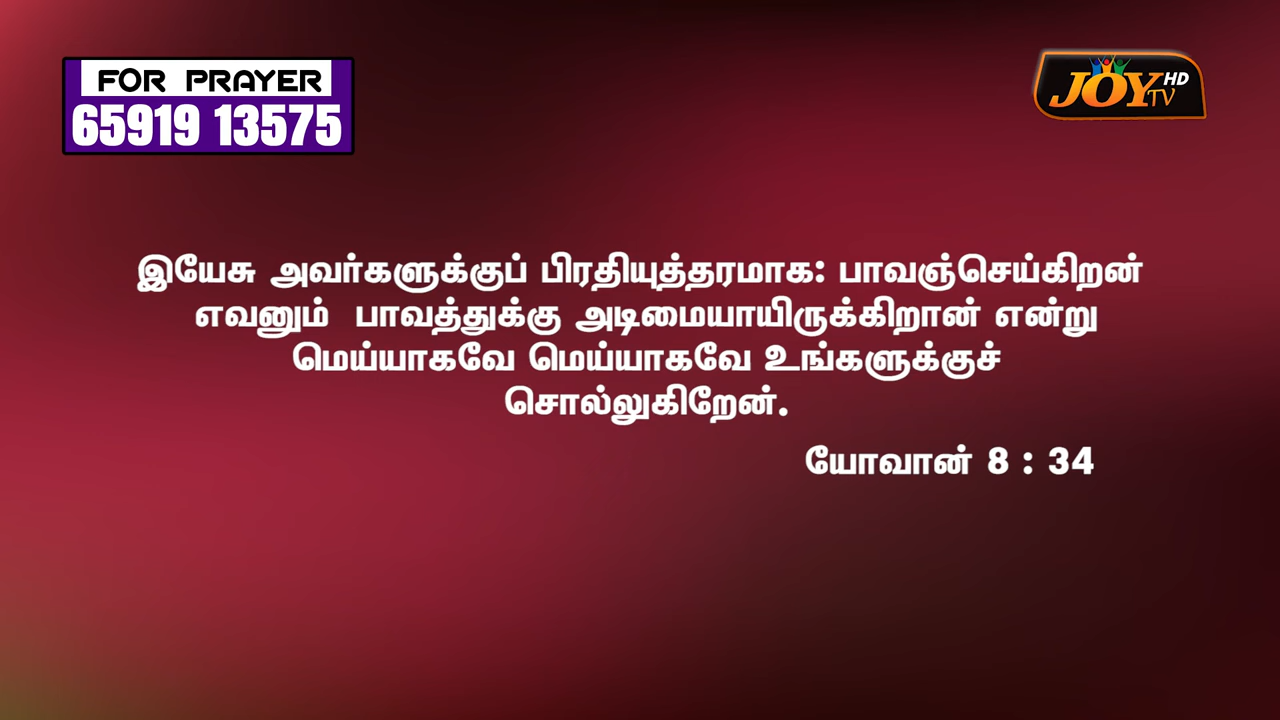 FOR PRAYER
65919 13575
JOY TV HD
இயேசு அவர்களுக்குப் பிரதியுத்தரமாக: பாவஞ்செய்கிறன்
எவனும் பாவத்துக்கு அடிமையாயிருக்கிறான் என்று
மெய்யாகவே மெய்யாகவே உங்களுக்குச்
சொல்லுகிறேன்.
யோவான் 8 : 34